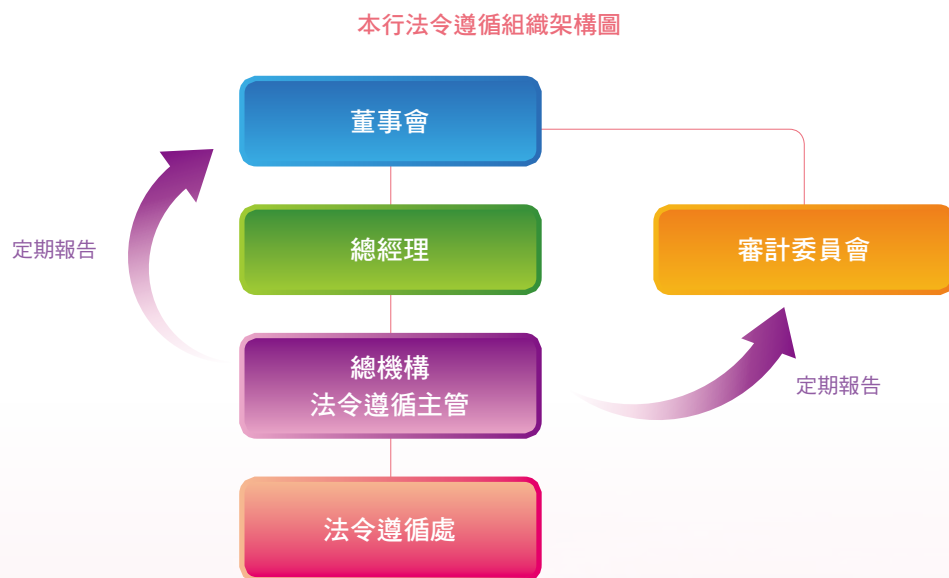 本行法令遵循組織架構圖
董事會
定期報告
總經理
審計委員會
總機構
法令遵循主管
定期報告
法令遵循處